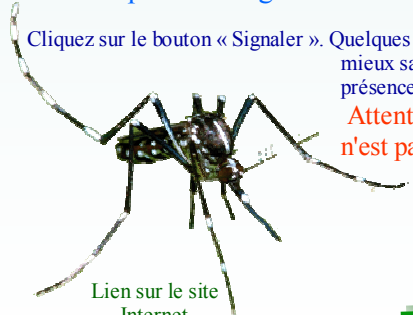 Cliquez sur le bouton « Signaler ». Quelques
mieux sa
présence
Attent
n'est pa
Lien sur le site
Internet